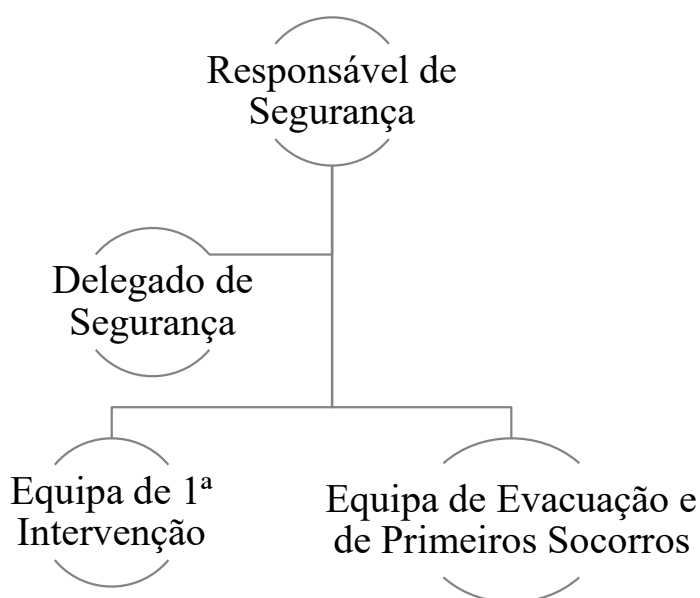 Responsável de
Segurança
Delegado de
Segurança
Equipa de 1ª
Intervenção
Equipa de Evacuação e
de Primeiros Socorros